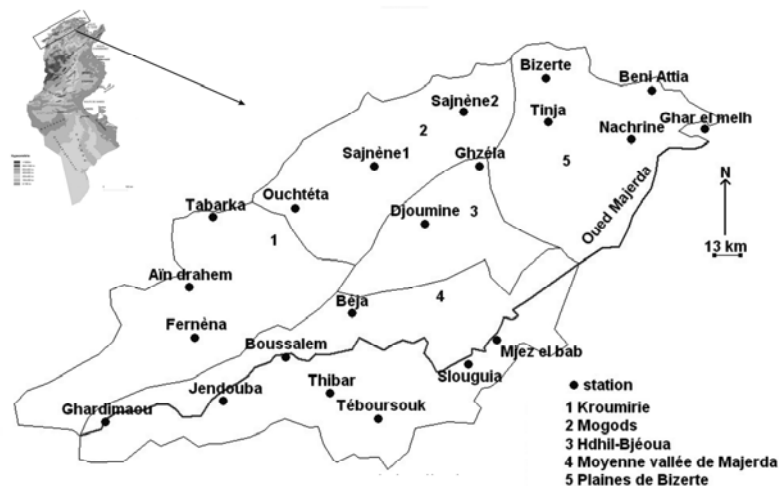 Bizerte
Beni Attia
Sajnène2
Tinja
Ghar el melh
2
Nachrine
Sajnène1
Ghzéla
5
N
Ouchtéta
Tabarka
Djoumine
3
1
Oued Majerda
13 km
Aïn drahem
4
Bèja
Fernèna
Boussalem
Mjez el bab
Slouguia
Jendouba
Thibar
Ghardimaou
Téboursouk
station
1 Kroumirie
2 Mogods
3 Hdhil-Bjéoua
4 Moyenne vallée de Majerda
5 Plaines de Bizerte